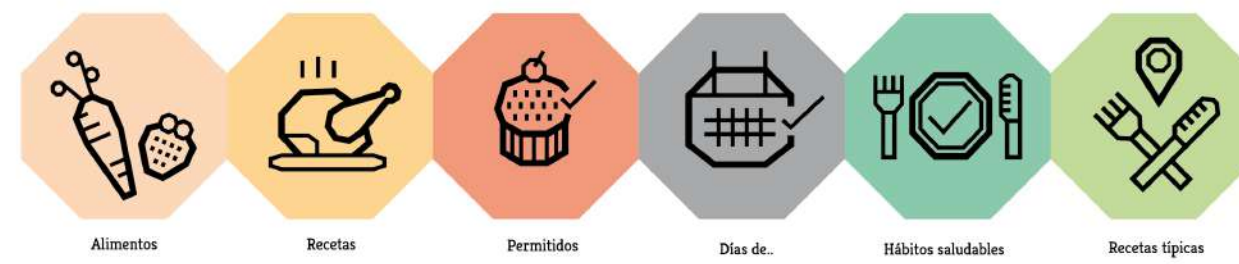 Alimentos
Recetas
Permitidos
Días de..
Hábitos saludables
Recetas típicas